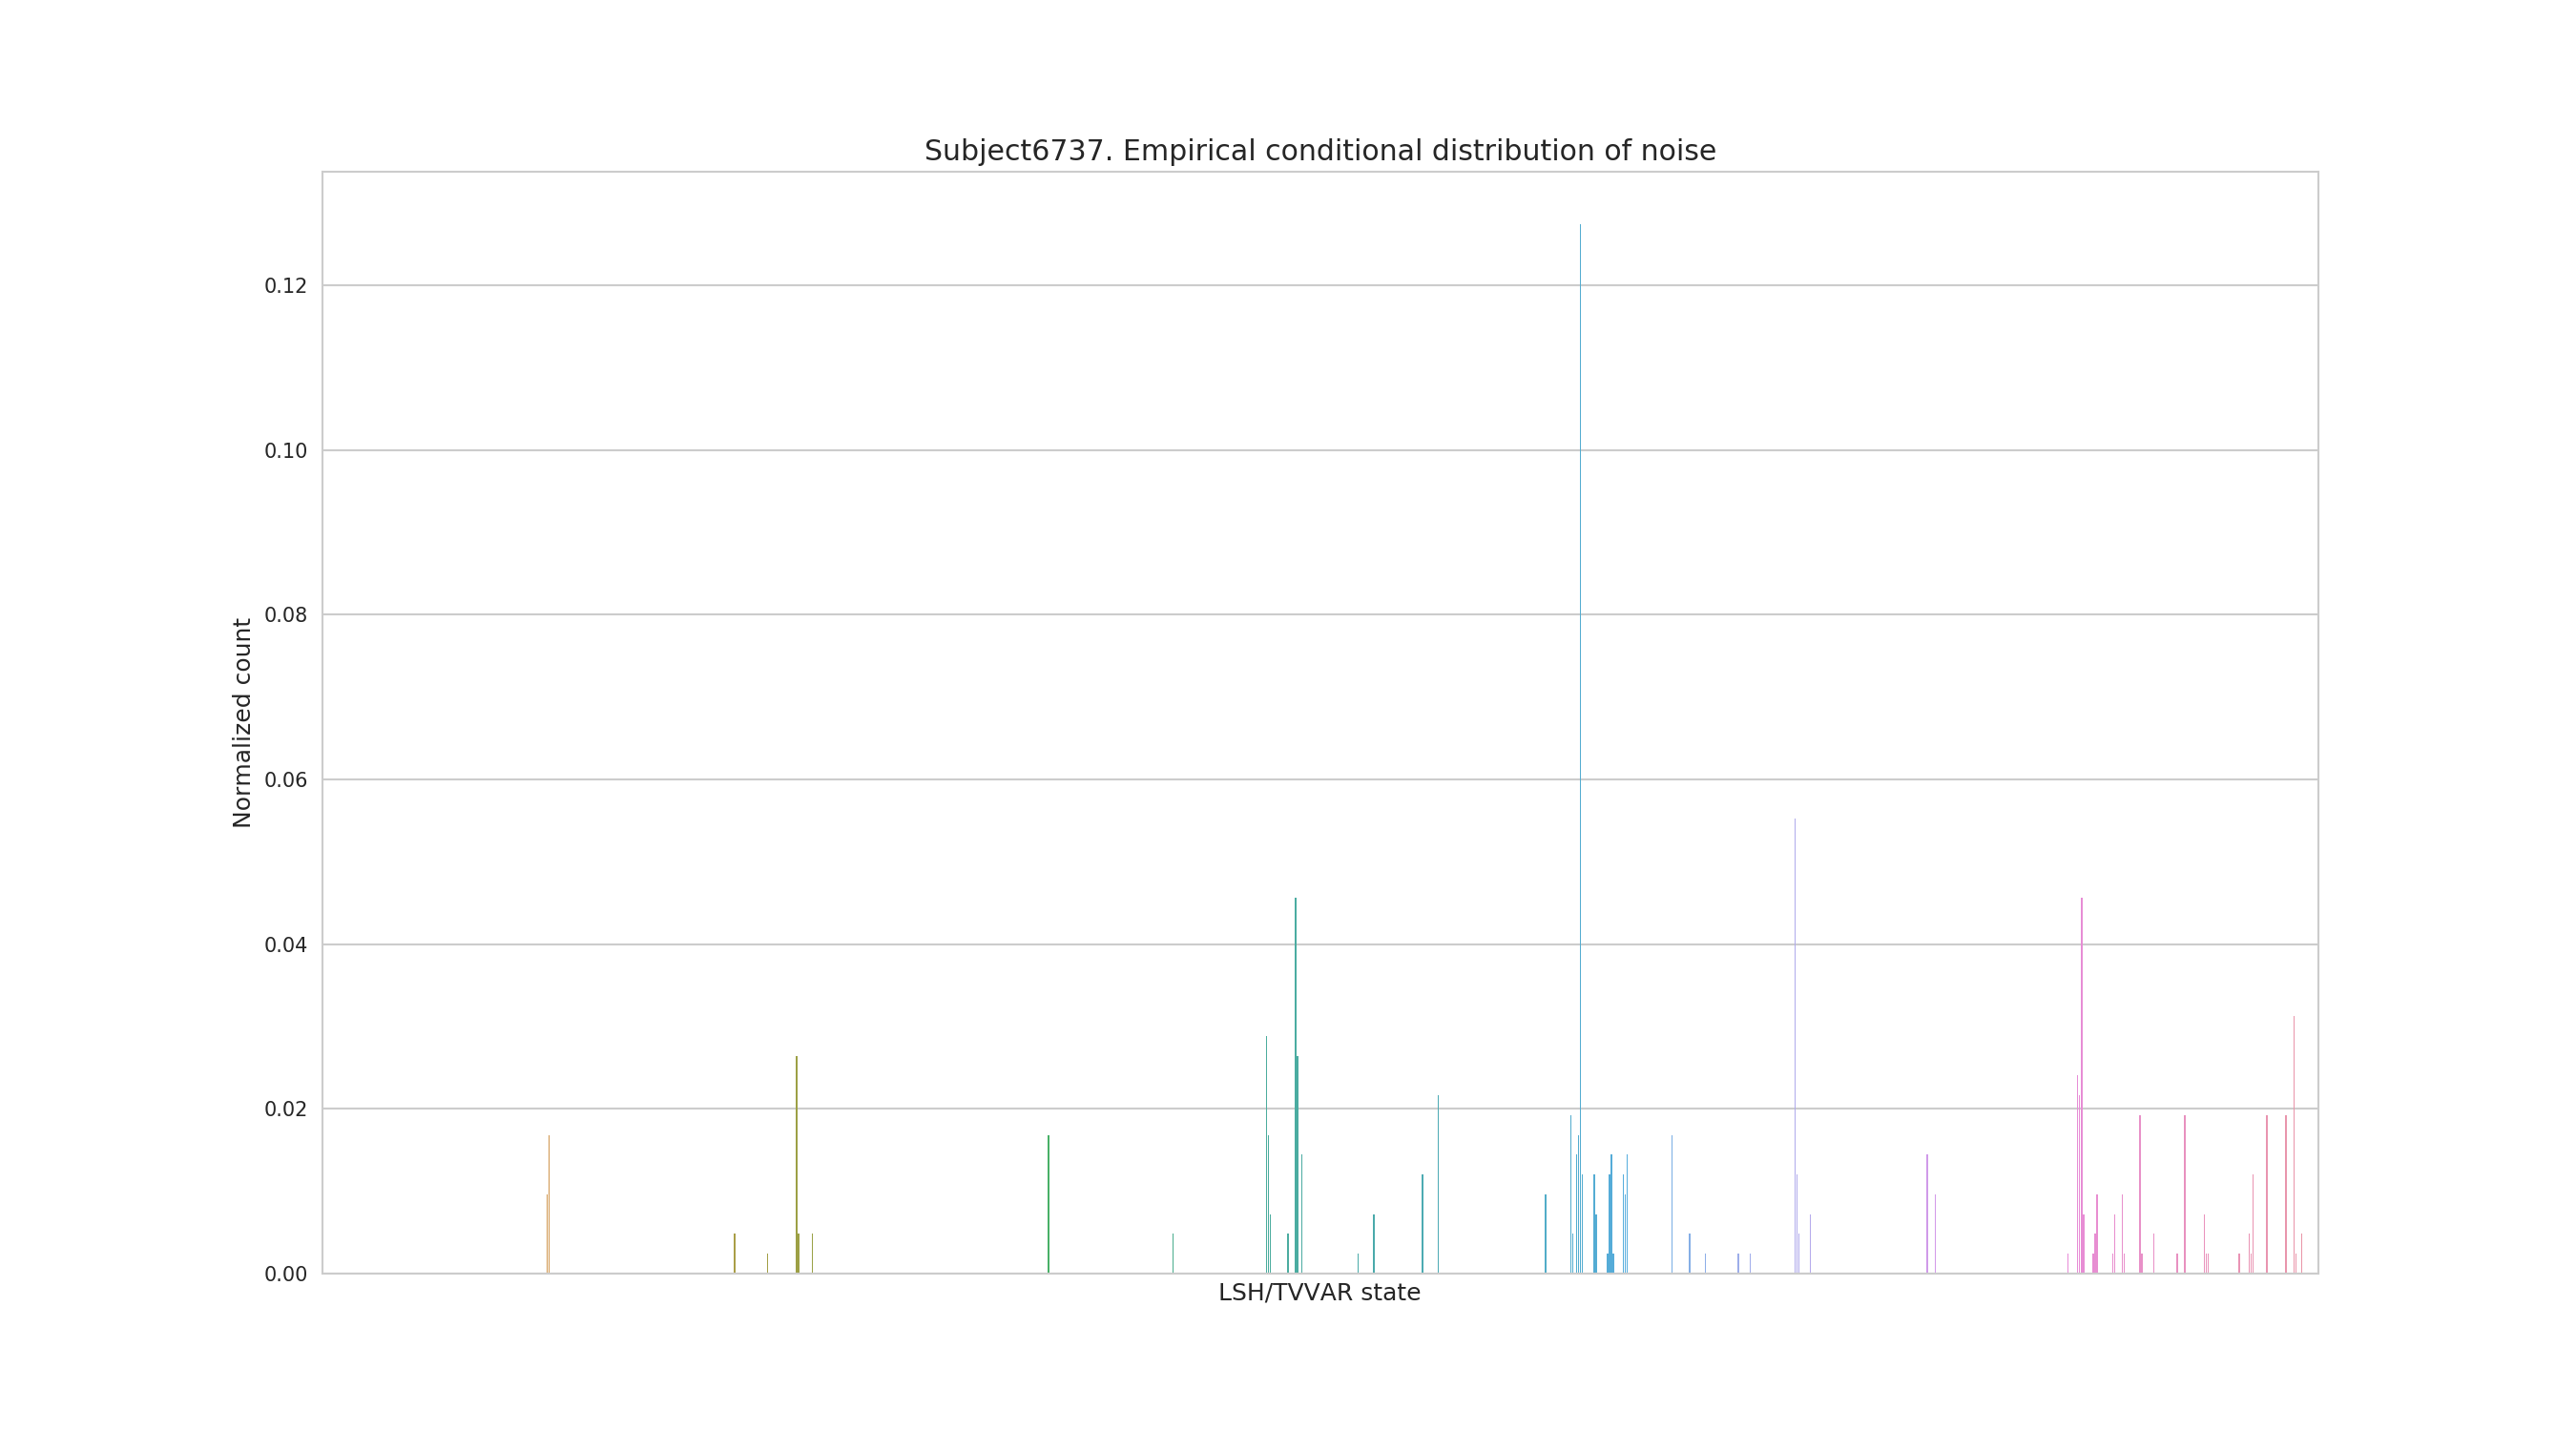 Subject6737. Empirical conditional distribution of noise
0.12
0.10
0.08
0.06
0.04
0.02
0.00
Normalized count
LSH/TVVAR state